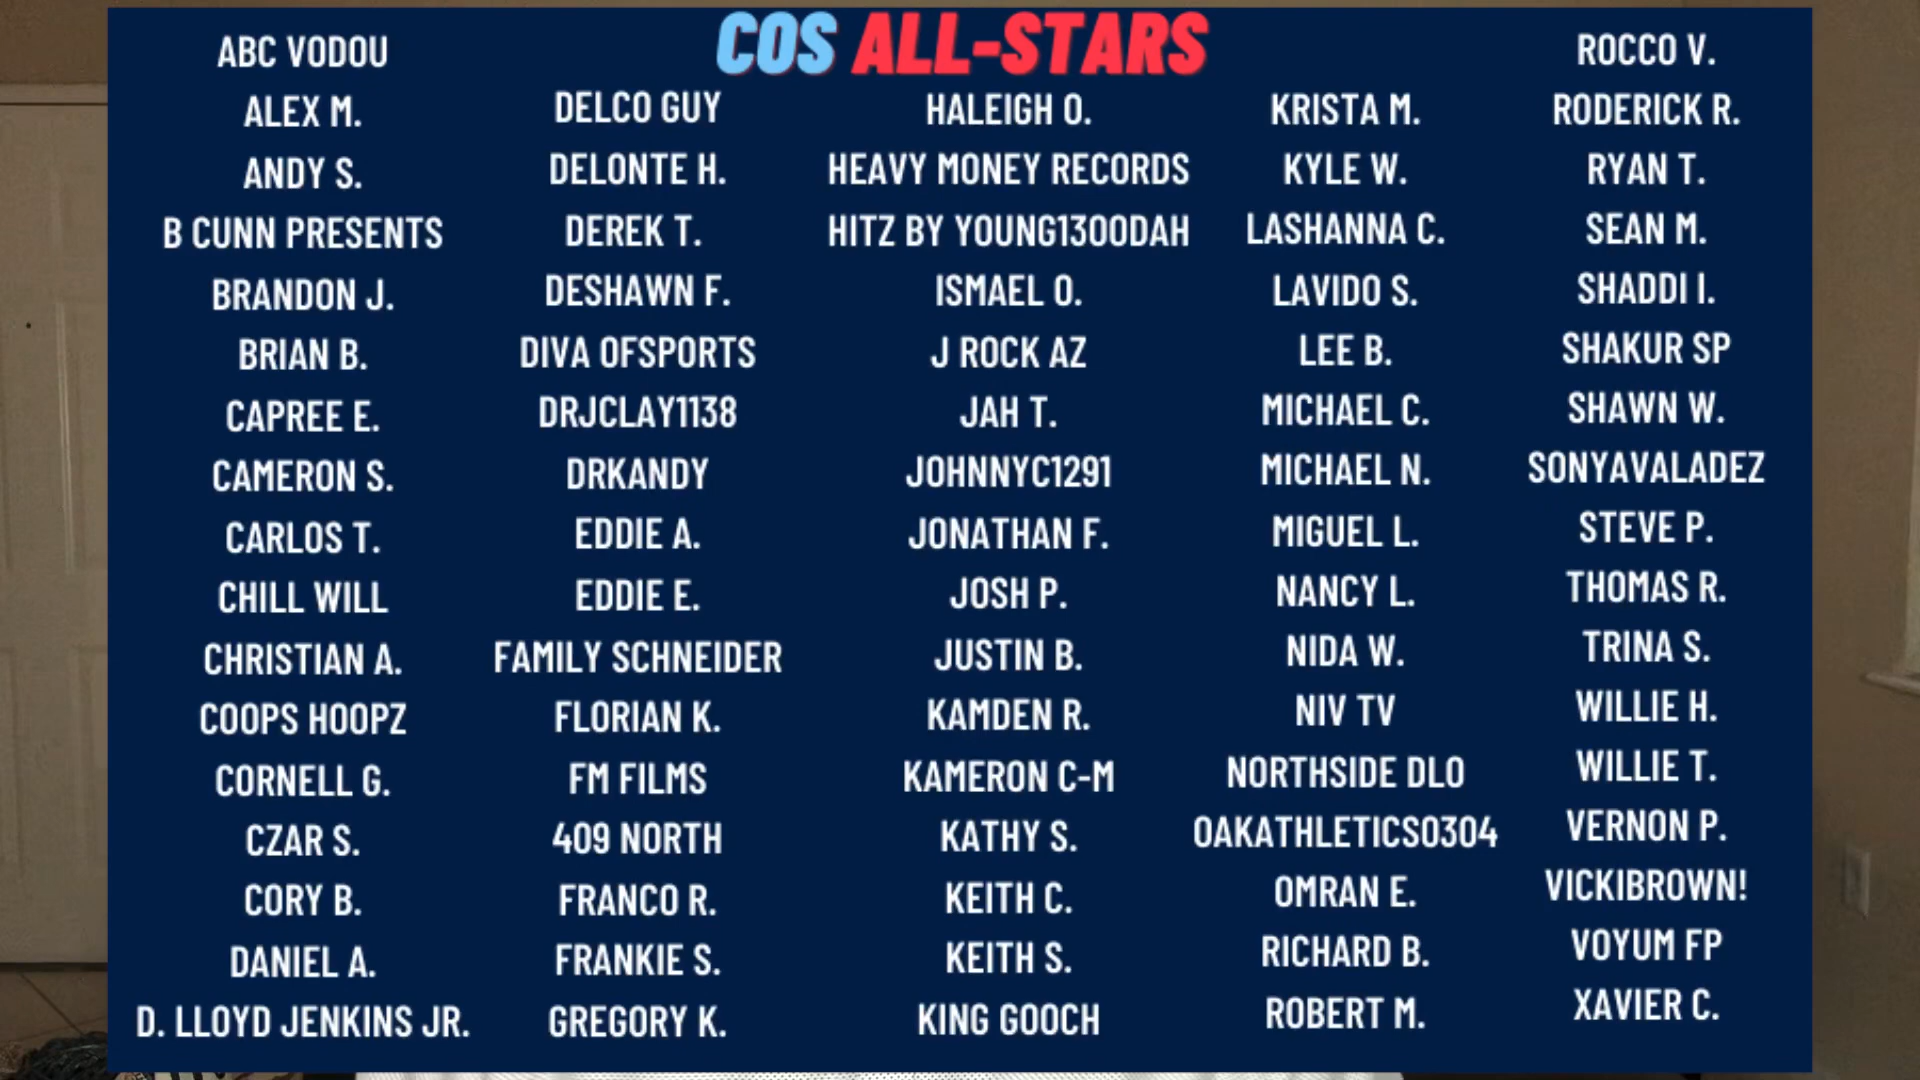 COS ALL-STARS
ABC VODOU
ALEX M.
ANDY S.
B CUNN PRESENTS
BRANDON J.
BRIAN B.
CAPREE E.
CAMERON S.
CARLOS T.
CHILL WILL
CHRISTIAN A.
COOPS HOOPZ
CORNELL G.
CZAR S.
CORY B.
DANIEL A.
D. LLOYD JENKINS JR.
DELCO GUY
DELONTE H.
DEREK T.
DESHAWN F.
DIVA OFSPORTS
DRJCLAY1138
DRKANDY
EDDIE A.
EDDIE E.
FAMILY SCHNEIDER
FLORIAN K.
FM FILMS
409 NORTH
FRANCO R.
FRANKIE S.
GREGORY K.
HALEIGH O.
HEAVY MONEY RECORDS
HITZ BY YOUNG1300DAH
ISMAEL O.
J ROCK AZ
JAH T.
JOHNNYC1291
JONATHAN F.
JOSH P.
JUSTIN B.
KAMDEN R.
KAMERON C-M
KATHY S.
KEITH C.
KEITH S.
KING GOOCH
KRISTA M.
KYLE W.
LASHANNA C.
LAVIDO S.
LEE B.
MICHAEL C.
MICHAEL N.
MIGUEL L.
NANCY L.
NIDA W.
NIV TV
NORTHSIDE DLO
OAKATHLETICS0304
OMRAN E.
RICHARD B.
ROBERT M.
ROCCO V.
RODERICK R.
RYAN T.
SEAN M.
SHADDI I.
SHAKUR SP
SHAWN W.
SONYAVALADEZ
STEVE P.
THOMAS R.
TRINA S.
WILLIE H.
WILLIE T.
VERNON P.
VICKIBROWN!
VOYUM FP
XAVIER C.